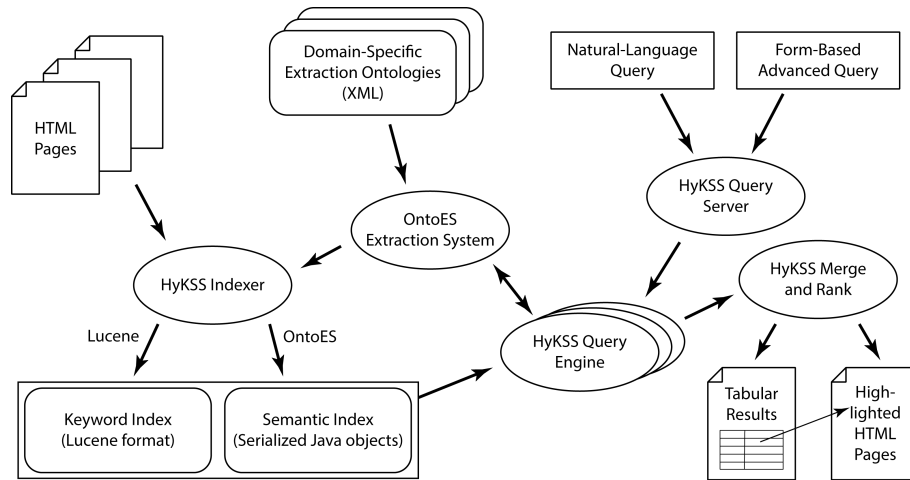 HTML
Pages
Domain-Specific
Extraction Ontologies
(XML)
Natural-Language
Query
Form-Based
Advanced Query
HyKSS Query
Server
OntoES
Extraction System
HyKSS Indexer
HyKSS Merge
and Rank
Lucene
OntoES
HyKSS Query
Engine
Keyword Index
(Lucene format)
Semantic Index
(Serialized Java objects)
Tabular
Results
High-
lighted
HTML
Pages